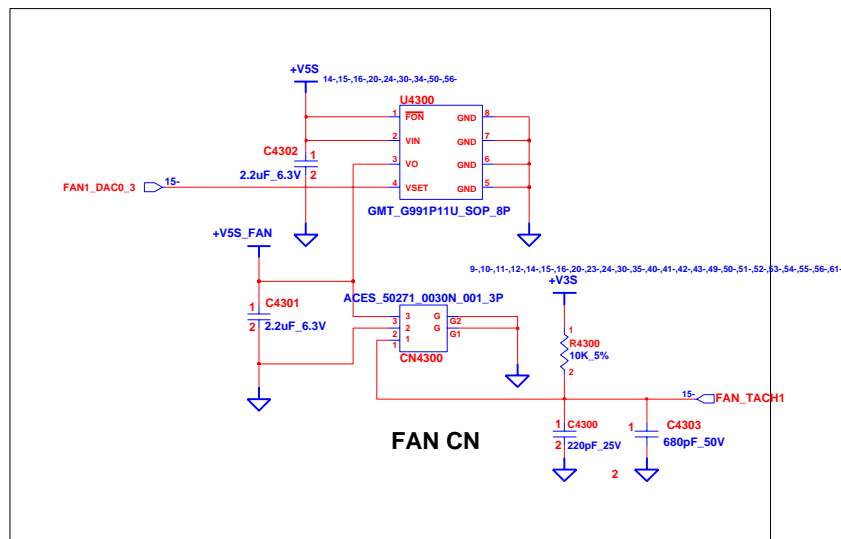 +V5S
14-,15-,16-,20-,24-,30-,34-,50-,56-
U4300
1 FON GND 8
2 VIN GND 7
3 VO GND 6
4 VSET GND 5
GMT_G991P11U_SOP_8P
C4302
1
2
2.2uF_6.3V
FAN1_DAC0_3 15-
+V5S_FAN
1 C4301
2 2.2uF_6.3V
9-,10-,11-,12-,14-,15-,16-,20-,23-,24-,30-,35-,40-,41-,42-,43-,49-,50-,51-,52-,53-,54-,55-,56-,61-
+V3S
ACES_50271_0030N_001_3P
3 3 G G2
2 2 G G1
1 1
CN4300
1
R4300
10K_5%
2
15- FAN_TACH1
FAN CN
1 C4300
2 220pF_25V
1 C4303
680pF_50V
2